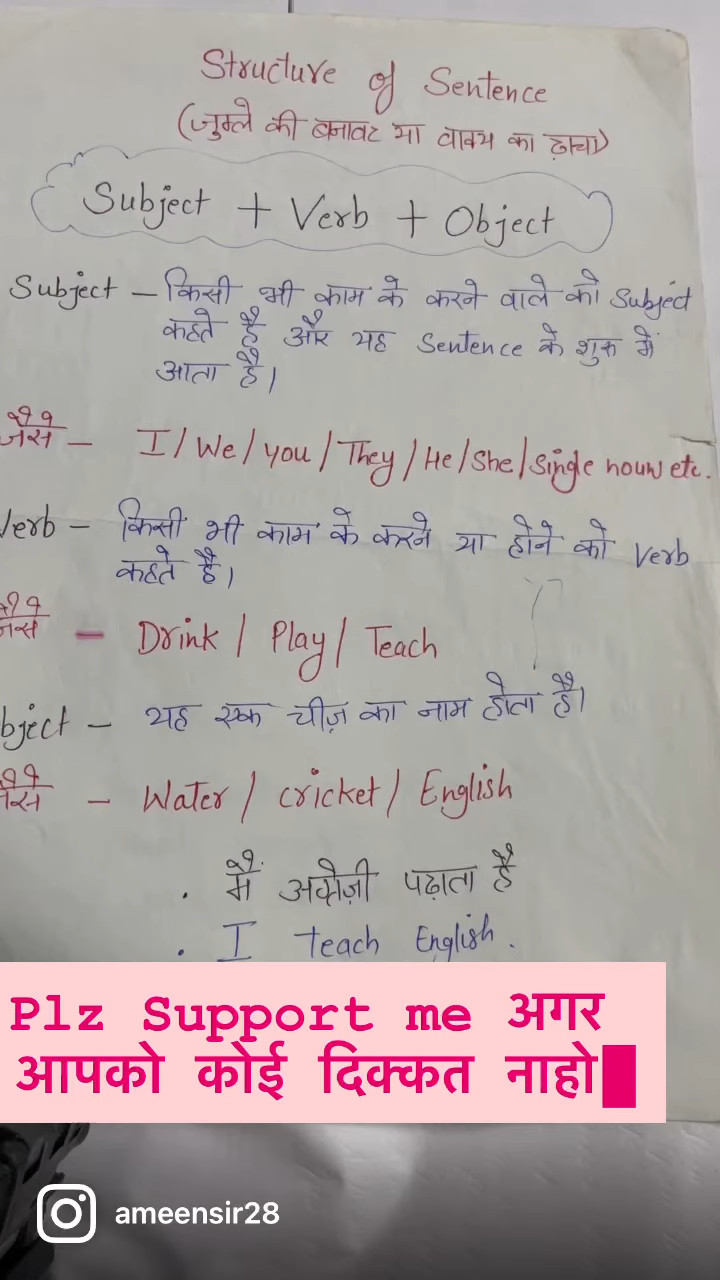 Structure of Sentence
(जुम्ले की बनावट या वाक्य का ढ़ाचा)
Subject + Verb + Object
Subject – किसी भी काम के करने वाले को Subject
कहते है और यह Sentence के शुरू में
आता है।
जैसे – I / We / you / They / He / She / Single noun etc.
Verb – किसी भी काम के करने या होने को Verb
कहते है।
जैसे – Drink / Play / Teach
bject – यह एक चीज़ का नाम होता है।
जैसे – Water / cricket / English
. मैं अंग्रेज़ी पढ़ाता है
. I teach English.
Plz Support me अगर
आपको कोई दिक्कत नाहो
ameensir28